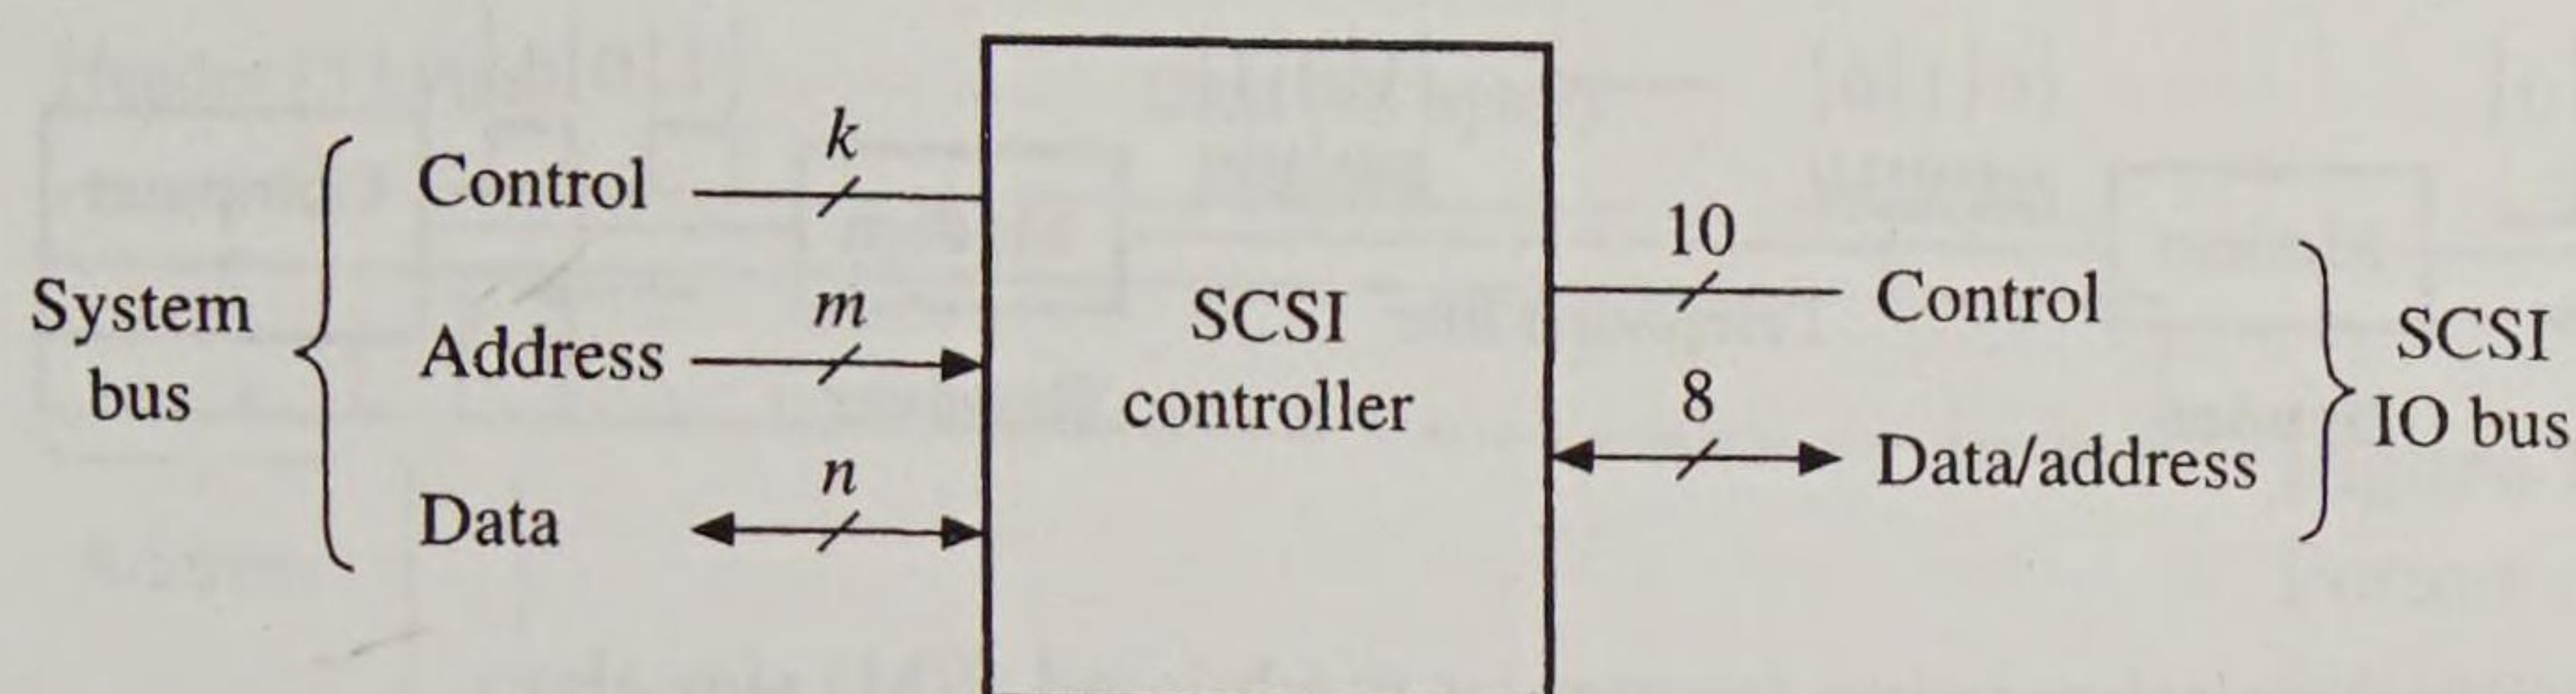 System
bus
Control
k
Address
m
Data
n
SCSI
controller
10
Control
8
Data/address
SCSI
IO bus